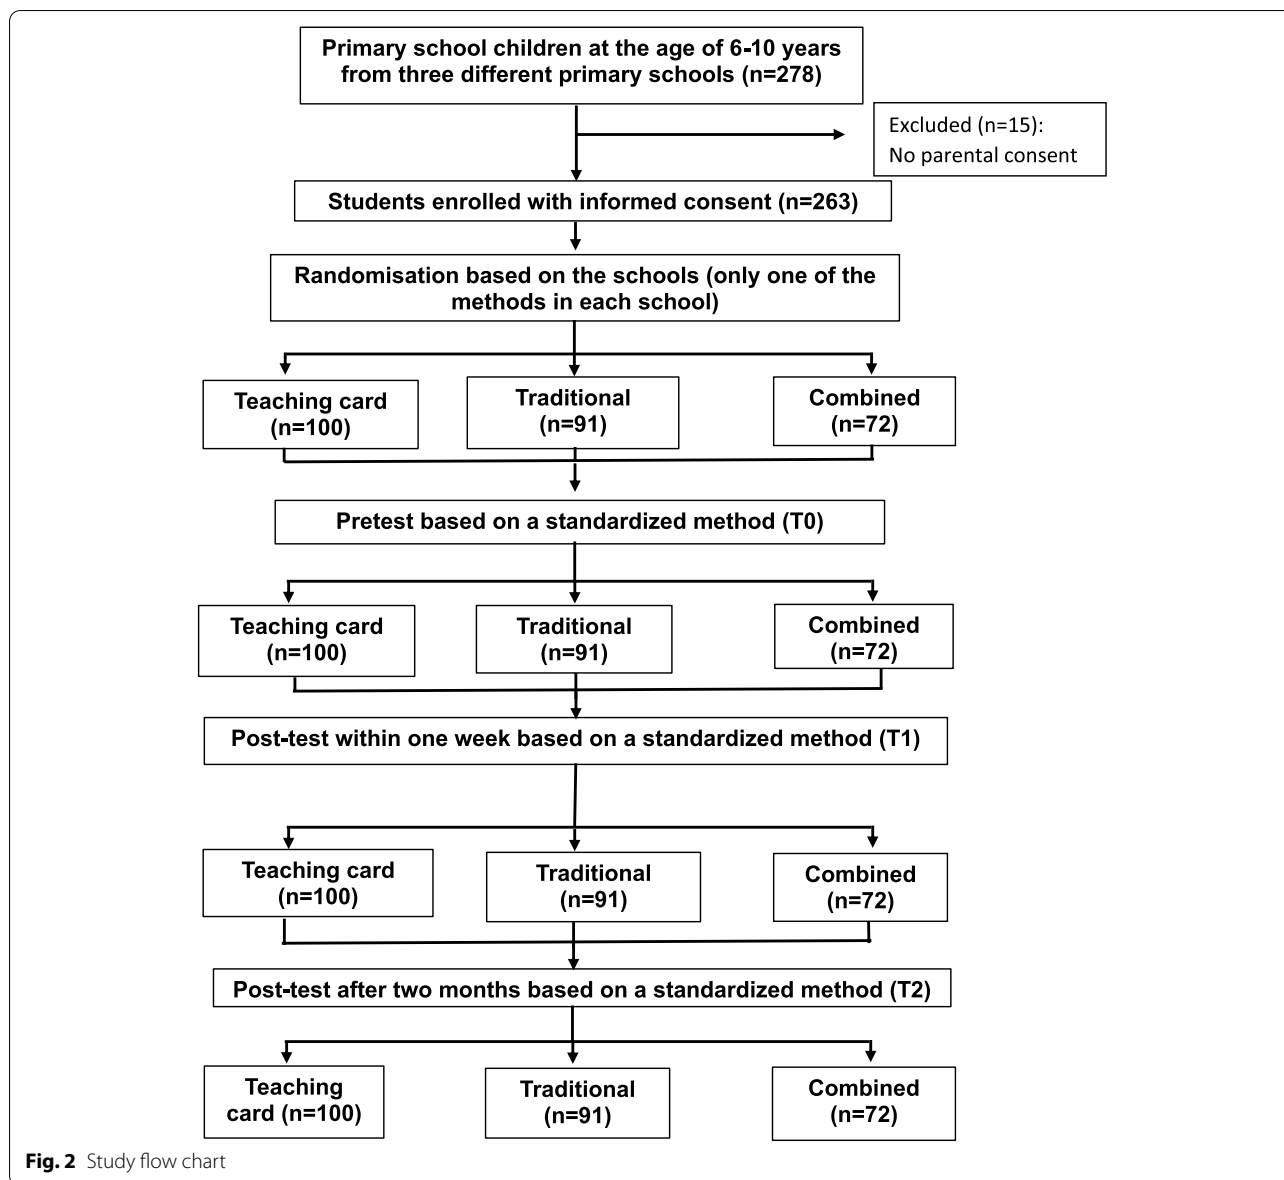 Primary school children at the age of 6-10 years
from three different primary schools (n=278)
Excluded (n=15):
No parental consent
Students enrolled with informed consent (n=263)
Randomisation based on the schools (only one of the
methods in each school)
Teaching card
(n=100)
Traditional
(n=91)
Combined
(n=72)
Pretest based on a standardized method (T0)
Teaching card
(n=100)
Traditional
(n=91)
Combined
(n=72)
Post-test within one week based on a standardized method (T1)
Teaching card
(n=100)
Traditional
(n=91)
Combined
(n=72)
Post-test after two months based on a standardized method (T2)
Teaching
card (n=100)
Traditional
(n=91)
Combined
(n=72)
Fig. 2 Study flow chart